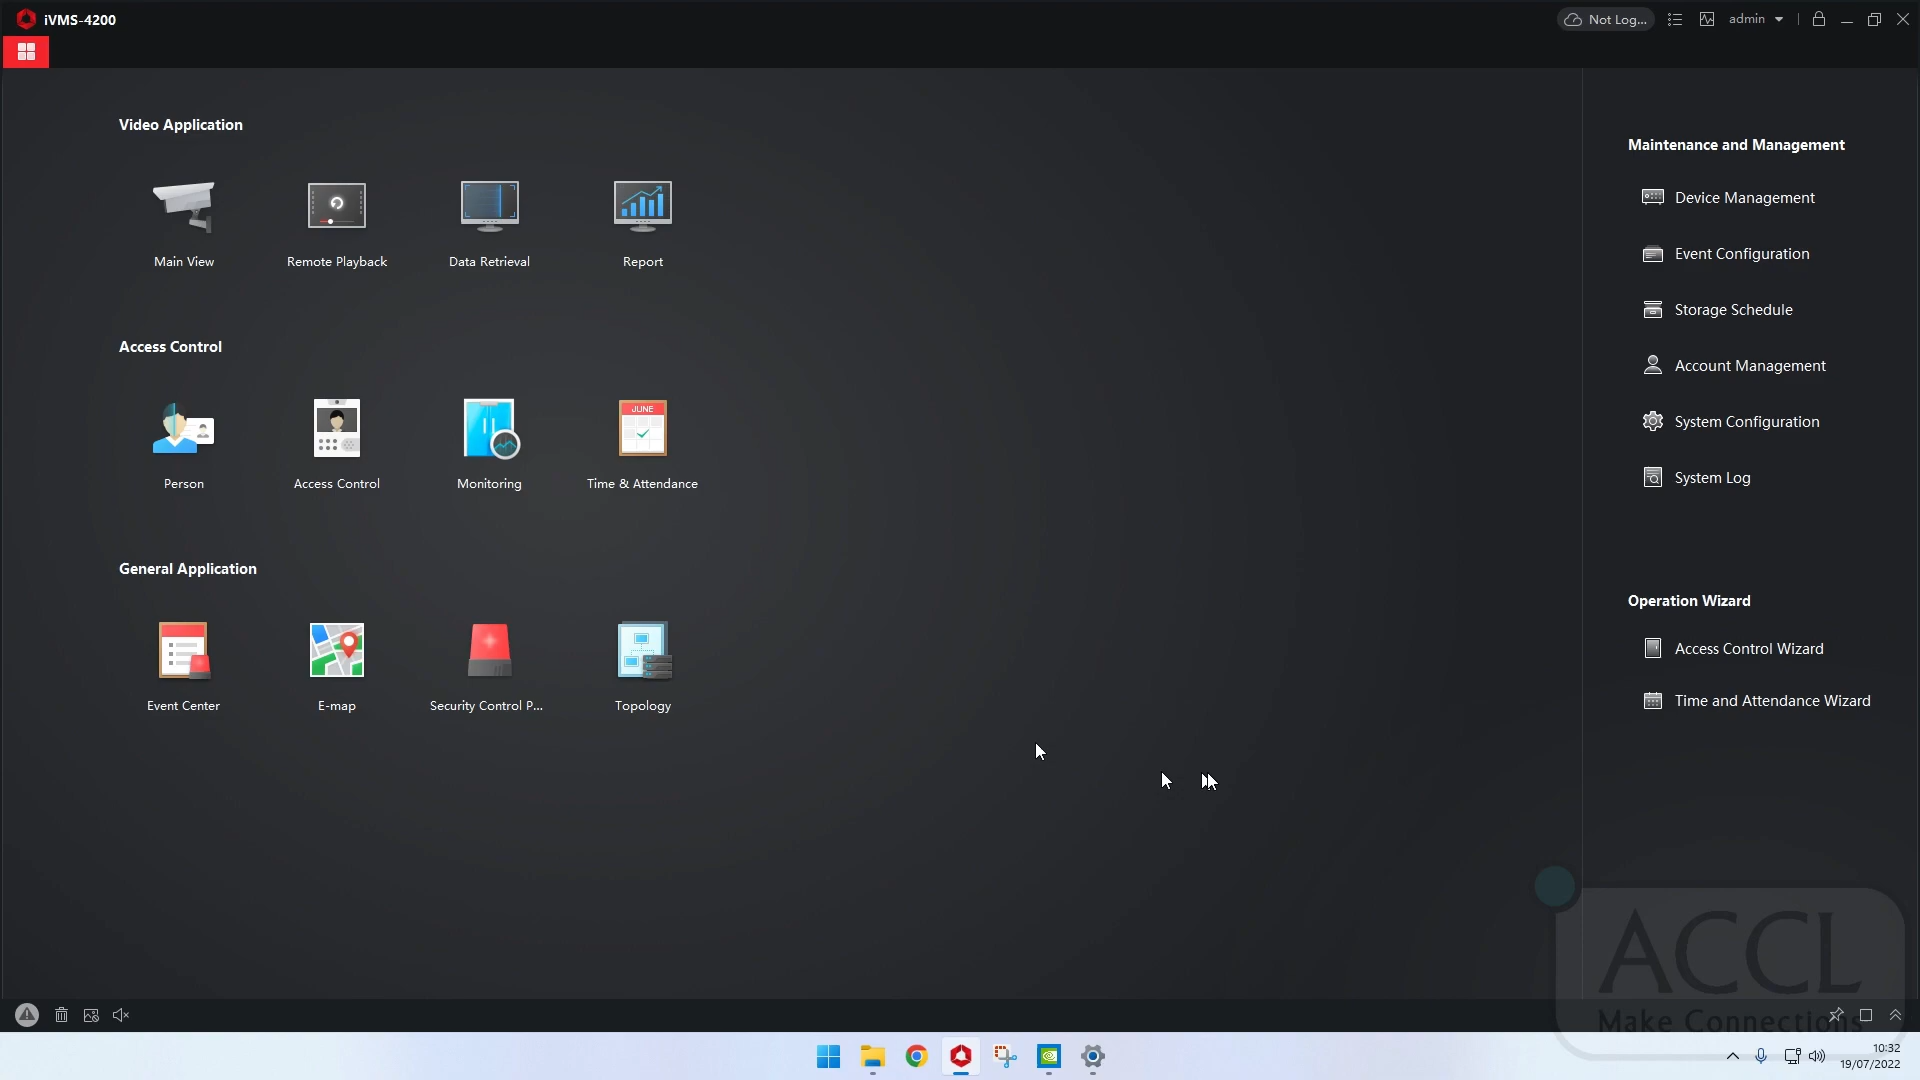 iVMS-4200
Not Log...
admin
Video Application
Main View
Remote Playback
Data Retrieval
Report
Access Control
Person
Access Control
JUNE
Monitoring
Time & Attendance
General Application
Event Center
E-map
Security Control P...
Topology
Maintenance and Management
Device Management
Event Configuration
Storage Schedule
Account Management
System Configuration
System Log
Operation Wizard
Access Control Wizard
Time and Attendance Wizard
ACCL
Make Connections
10:32
19/07/2022